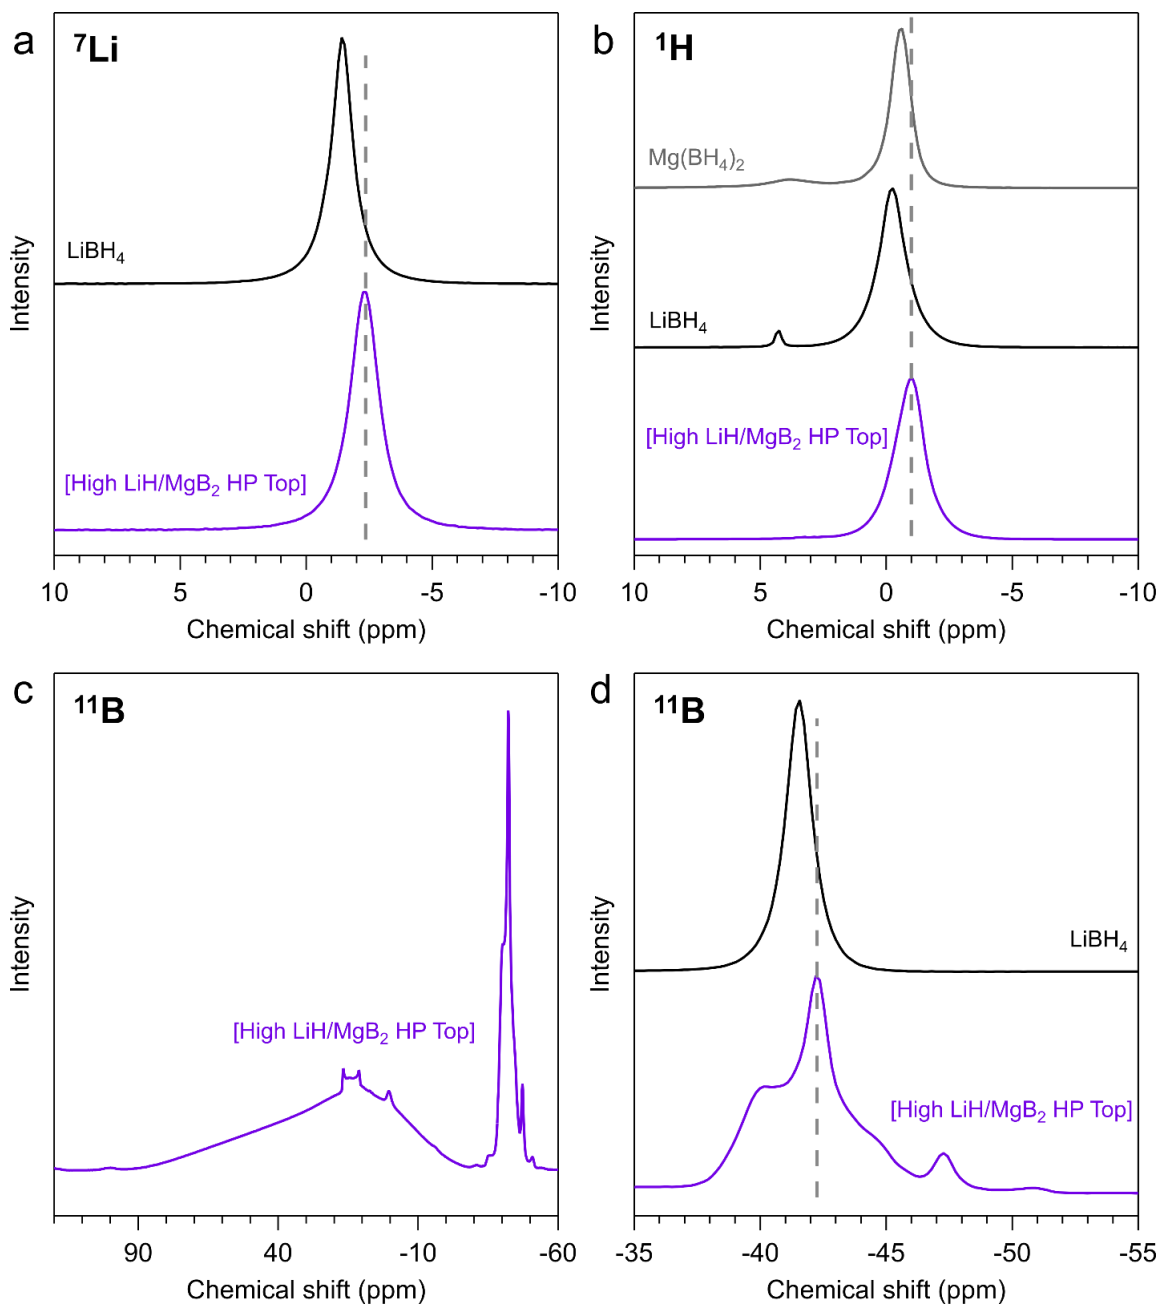 a
⁷Li
Intensity
LiBH₄
[High LiH/MgB₂ HP Top]
10 5 0 -5 -10
Chemical shift (ppm)
b
¹H
Intensity
Mg(BH₄)₂
LiBH₄
[High LiH/MgB₂ HP Top]
10 5 0 -5 -10
Chemical shift (ppm)
c
¹¹B
Intensity
[High LiH/MgB₂ HP Top]
90 40 -10 -60
Chemical shift (ppm)
d
¹¹B
Intensity
LiBH₄
[High LiH/MgB₂ HP Top]
-35 -40 -45 -50 -55
Chemical shift (ppm)